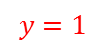 y = 1